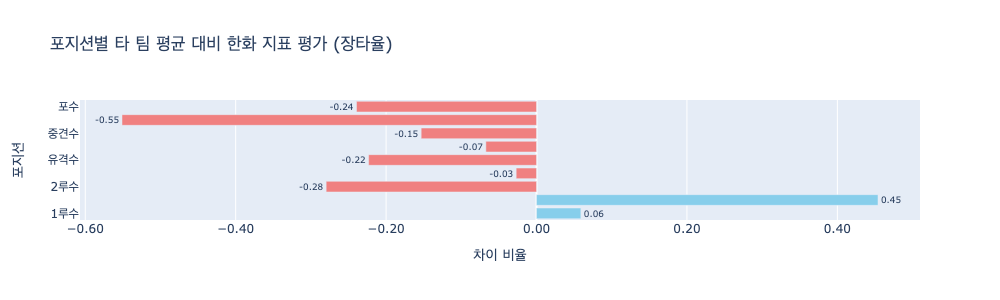 포지션별 타 팀 평균 대비 한화 지표 평가 (장타율)
포지션
포수
-0.24
-0.55
중견수
-0.15
-0.07
유격수
-0.22
-0.03
2루수
-0.28
0.45
1루수
0.06
−0.60 −0.40 −0.20 0.00 0.20 0.40
차이 비율